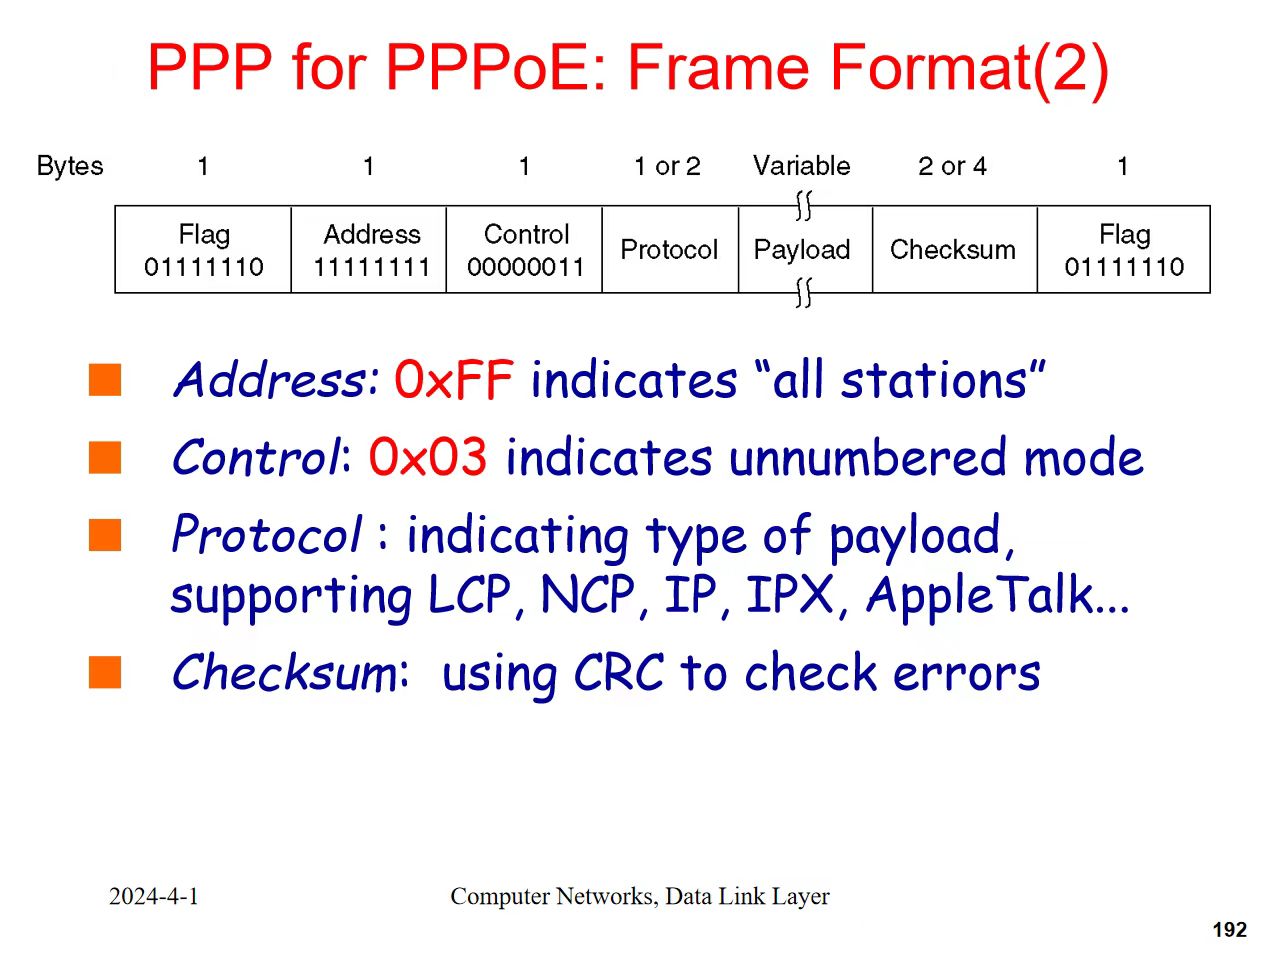 PPP for PPPoE: Frame Format(2)
Bytes 1 1 1 1 or 2 Variable 2 or 4 1
Flag Address Control Protocol Payload Checksum Flag
01111110 11111111 00000011 01111110
Address: 0xFF indicates “all stations”
Control: 0x03 indicates unnumbered mode
Protocol : indicating type of payload,
supporting LCP, NCP, IP, IPX, AppleTalk...
Checksum: using CRC to check errors
2024-4-1 Computer Networks, Data Link Layer
192